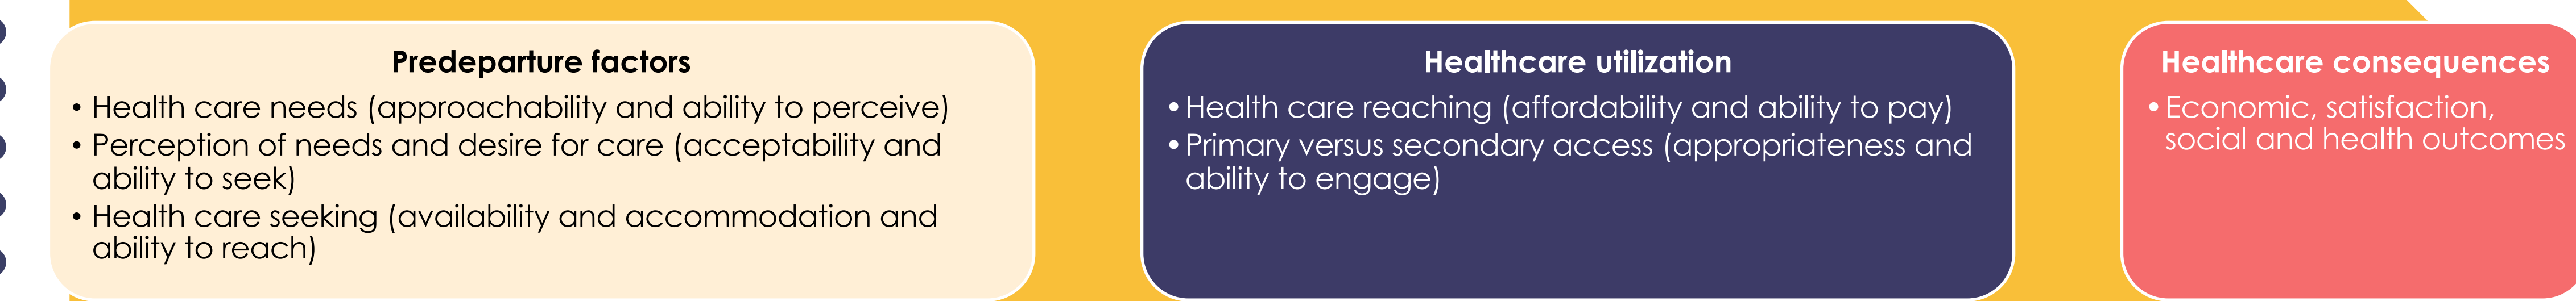 Predeparture factors
• Health care needs (approachability and ability to perceive)
• Perception of needs and desire for care (acceptability and
ability to seek)
• Health care seeking (availability and accommodation and
ability to reach)
Healthcare utilization
• Health care reaching (affordability and ability to pay)
• Primary versus secondary access (appropriateness and
ability to engage)
Healthcare consequences
• Economic, satisfaction,
social and health outcomes